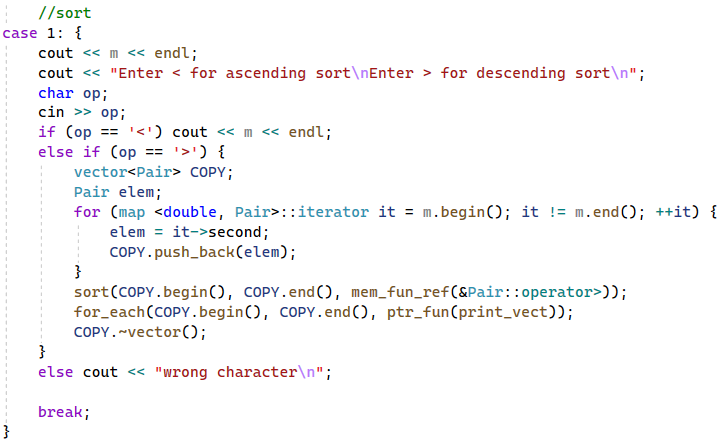 //sort
case 1: {
cout << m << endl;
cout << "Enter < for ascending sort\nEnter > for descending sort\n";
char op;
cin >> op;
if (op == '<') cout << m << endl;
else if (op == '>') {
vector<Pair> COPY;
Pair elem;
for (map <double, Pair>::iterator it = m.begin(); it != m.end(); ++it) {
elem = it->second;
COPY.push_back(elem);
}
sort(COPY.begin(), COPY.end(), mem_fun_ref(&Pair::operator>));
for_each(COPY.begin(), COPY.end(), ptr_fun(print_vect));
COPY.~vector();
}
else cout << "wrong character\n";
break;
}